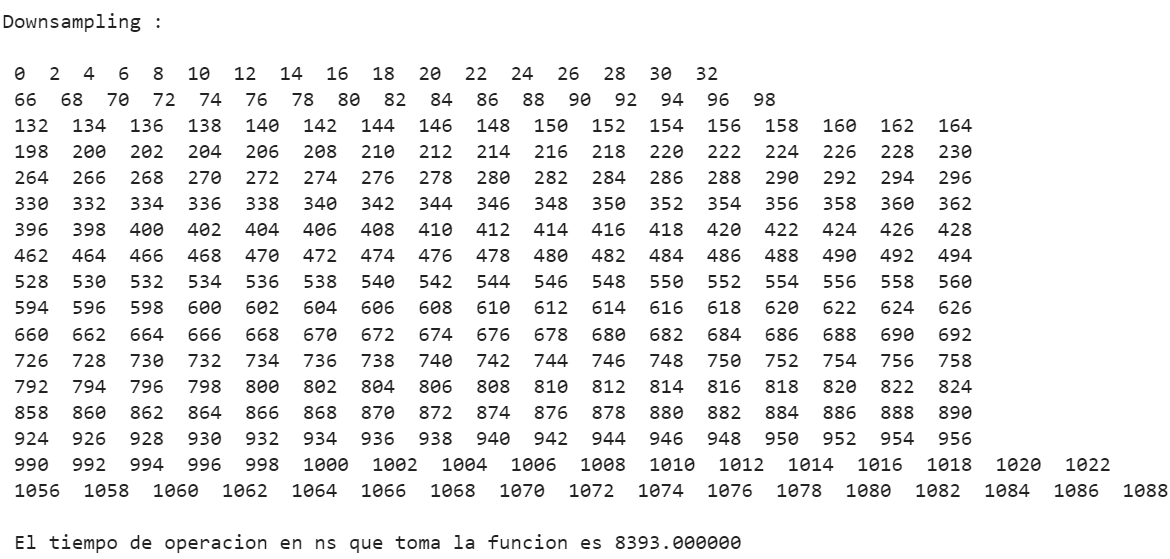 Downsampling :
0 2 4 6 8 10 12 14 16 18 20 22 24 26 28 30 32
66 68 70 72 74 76 78 80 82 84 86 88 90 92 94 96 98
132 134 136 138 140 142 144 146 148 150 152 154 156 158 160 162 164
198 200 202 204 206 208 210 212 214 216 218 220 222 224 226 228 230
264 266 268 270 272 274 276 278 280 282 284 286 288 290 292 294 296
330 332 334 336 338 340 342 344 346 348 350 352 354 356 358 360 362
396 398 400 402 404 406 408 410 412 414 416 418 420 422 424 426 428
462 464 466 468 470 472 474 476 478 480 482 484 486 488 490 492 494
528 530 532 534 536 538 540 542 544 546 548 550 552 554 556 558 560
594 596 598 600 602 604 606 608 610 612 614 616 618 620 622 624 626
660 662 664 666 668 670 672 674 676 678 680 682 684 686 688 690 692
726 728 730 732 734 736 738 740 742 744 746 748 750 752 754 756 758
792 794 796 798 800 802 804 806 808 810 812 814 816 818 820 822 824
858 860 862 864 866 868 870 872 874 876 878 880 882 884 886 888 890
924 926 928 930 932 934 936 938 940 942 944 946 948 950 952 954 956
990 992 994 996 998 1000 1002 1004 1006 1008 1010 1012 1014 1016 1018 1020 1022
1056 1058 1060 1062 1064 1066 1068 1070 1072 1074 1076 1078 1080 1082 1084 1086 1088
El tiempo de operacion en ns que toma la funcion es 8393.000000